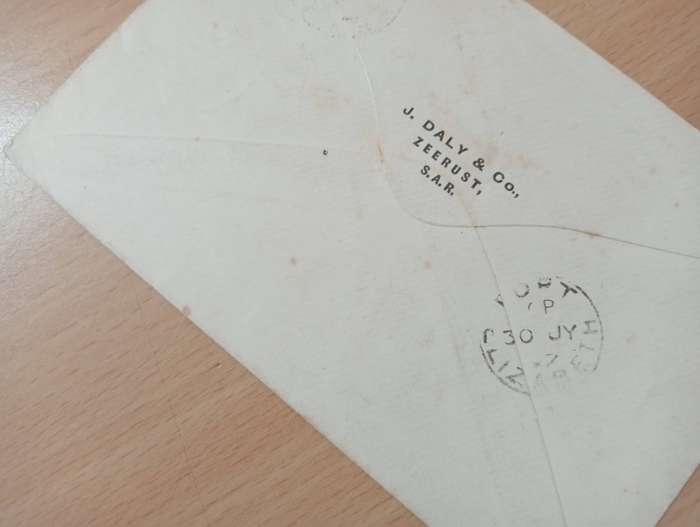 J. DALY & Co.,
ZEERUST,
S.A.R.
30 JY